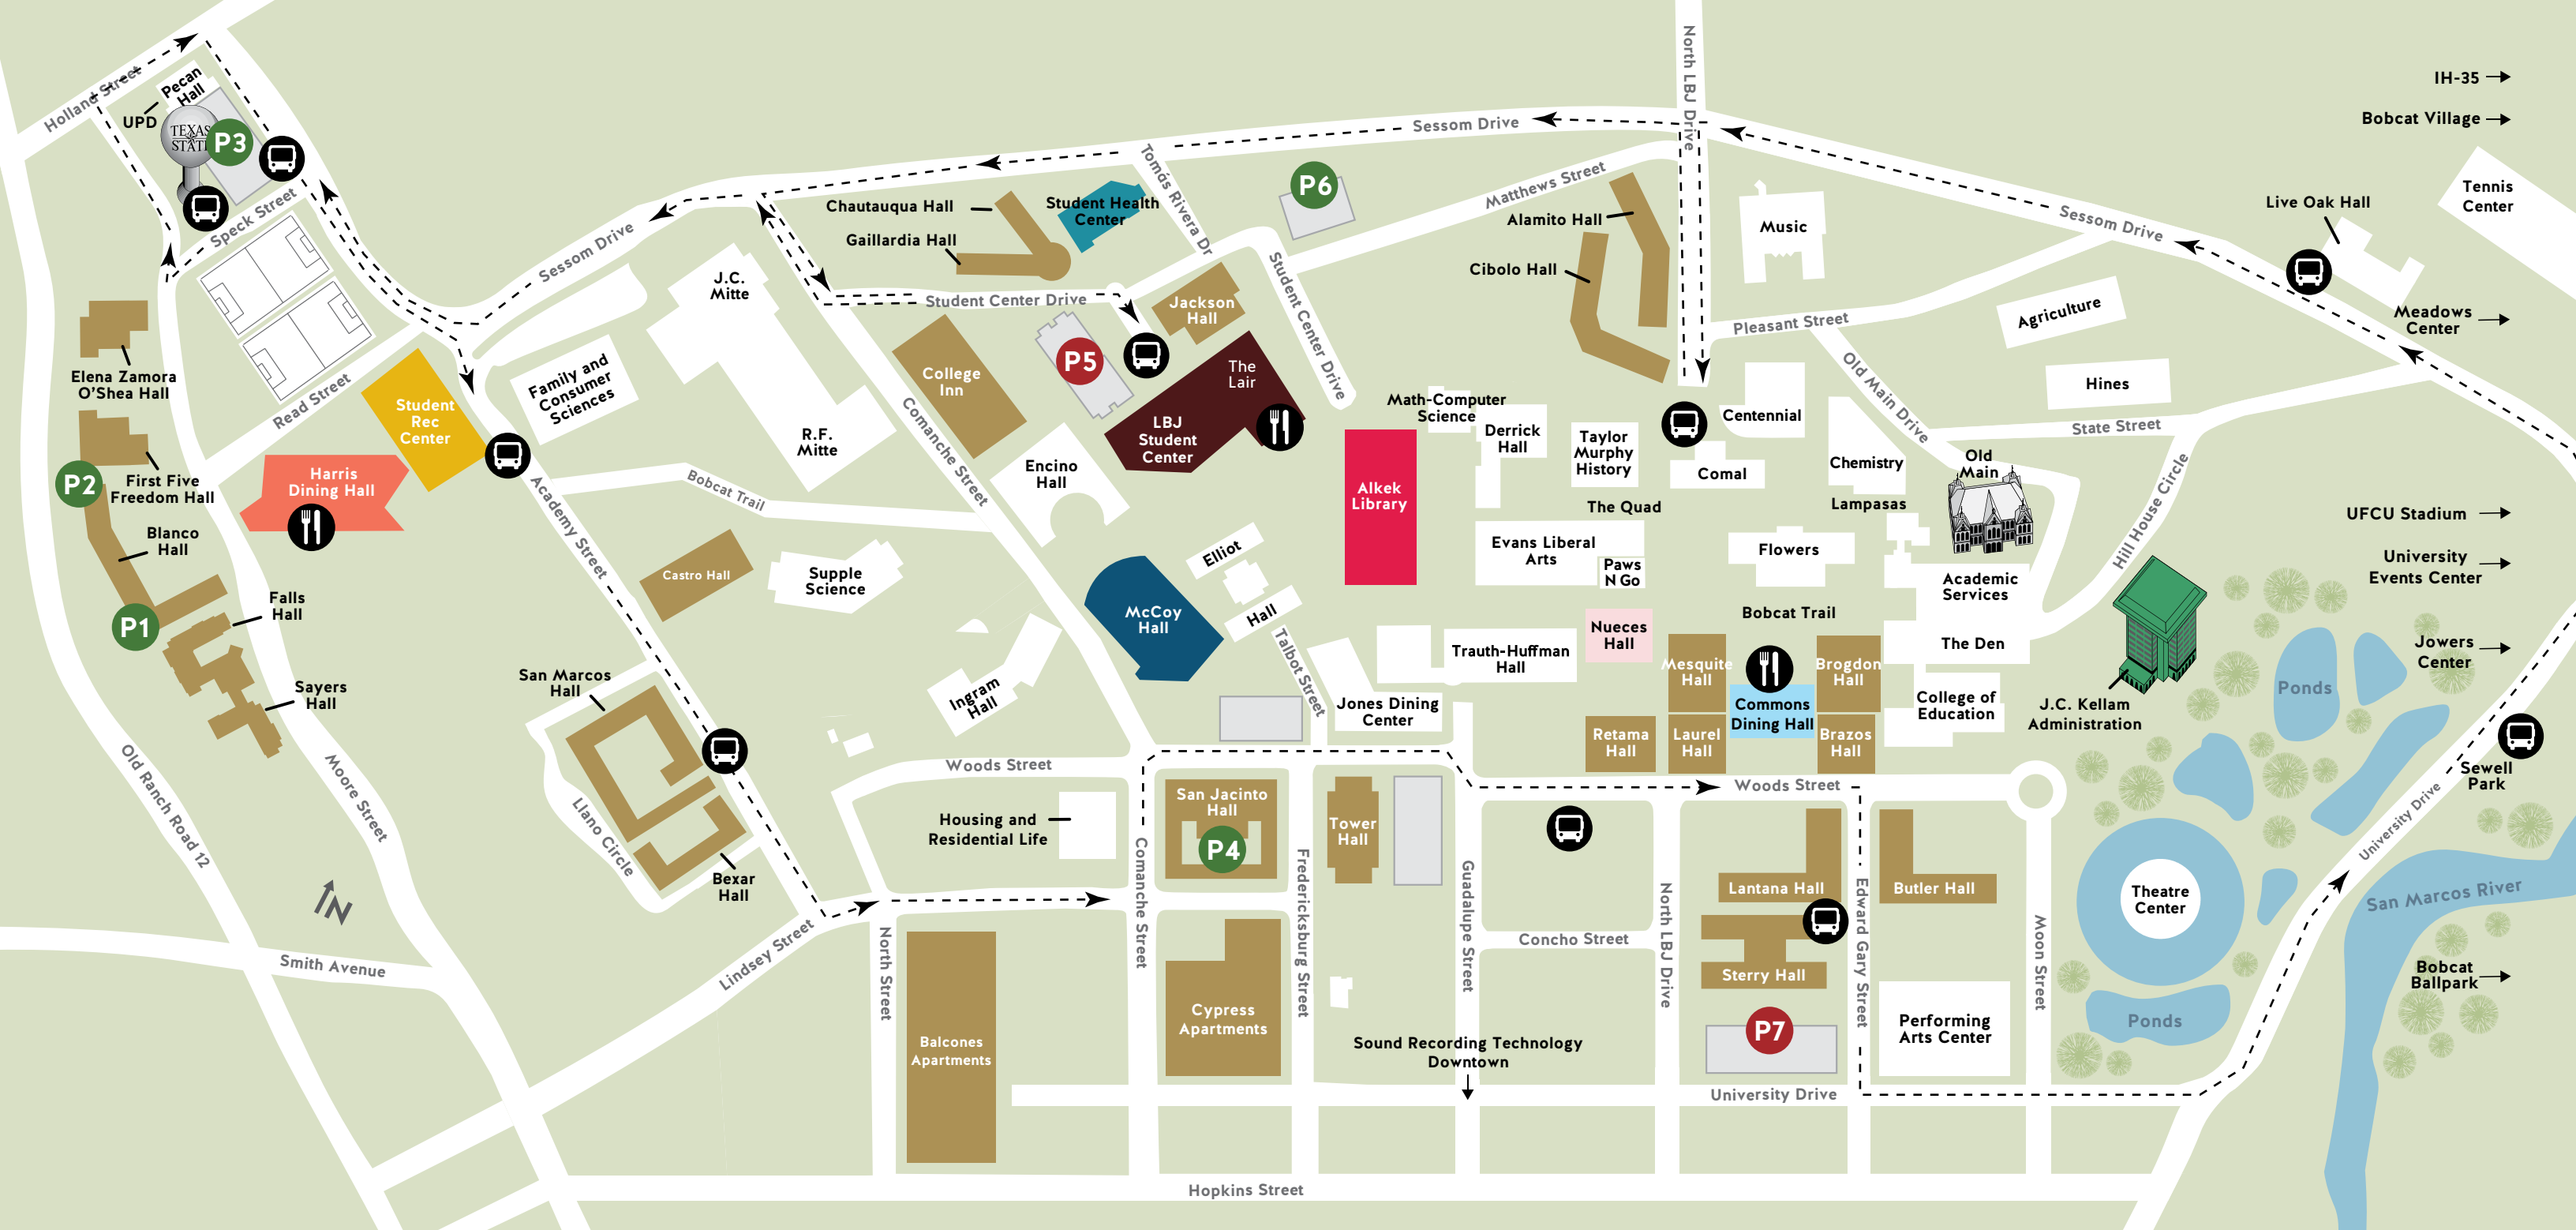 Holland Street
Pecan
Hall
UPD
TEXAS
STATE
P3
Speck Street
Elena Zamora
O'Shea Hall
Read Street
First Five
Freedom Hall
P2
Blanco
Hall
P1
Falls
Hall
Sayers
Hall
Harris
Dining Hall
Student
Rec
Center
Family and
Consumer
Sciences
Sessom Drive
J.C.
Mitte
R.F.
Mitte
Bobcat Trail
Academy Street
Castro Hall
Supple
Science
Ingram
Hall
San Marcos
Hall
Llano Circle
Bexar
Hall
Old Ranch Road 12
Moore Street
N
Smith Avenue
Lindsey Street
North Street
Balcones
Apartments
Chautauqua Hall
Gaillardia Hall
Student Health
Center
Tomás Rivera Dr
Sessom Drive
P6
Matthews Street
Student Center Drive
Student Center Drive
Jackson
Hall
P5
The
Lair
LBJ
Student
Center
College
Inn
Comanche Street
Encino
Hall
McCoy
Hall
Elliot
Hall
Talbot Street
Jones Dining
Center
Alkek
Library
Math-Computer
Science
Derrick
Hall
Taylor
Murphy
History
The Quad
Evans Liberal
Arts
Paws
N Go
Nueces
Hall
Trauth-Huffman
Hall
Alamito Hall
Cibolo Hall
North LBJ Drive
Music
Pleasant Street
Centennial
Comal
Chemistry
Old Main Drive
Old
Main
Lampasas
Flowers
Academic
Services
Bobcat Trail
The Den
College of
Education
Mesquite
Hall
Brogdon
Hall
Commons
Dining Hall
Retama
Hall
Laurel
Hall
Brazos
Hall
Woods Street
Woods Street
Housing and
Residential Life
San Jacinto
Hall
P4
Tower
Hall
Comanche Street
Fredericksburg Street
Guadalupe Street
North LBJ Drive
Concho Street
Lantana Hall
Sterry Hall
P7
Edward Gary Street
Butler Hall
Performing
Arts Center
Moon Street
Cypress
Apartments
Sound Recording Technology
Downtown
University Drive
Hopkins Street
IH-35
Bobcat Village
Tennis
Center
Live Oak Hall
Sessom Drive
Agriculture
Hines
State Street
Hill House Circle
Meadows
Center
UFCU Stadium
University
Events Center
Jowers
Center
J.C. Kellam
Administration
Ponds
Sewell
Park
University Drive
San Marcos River
Theatre
Center
Ponds
Bobcat
Ballpark